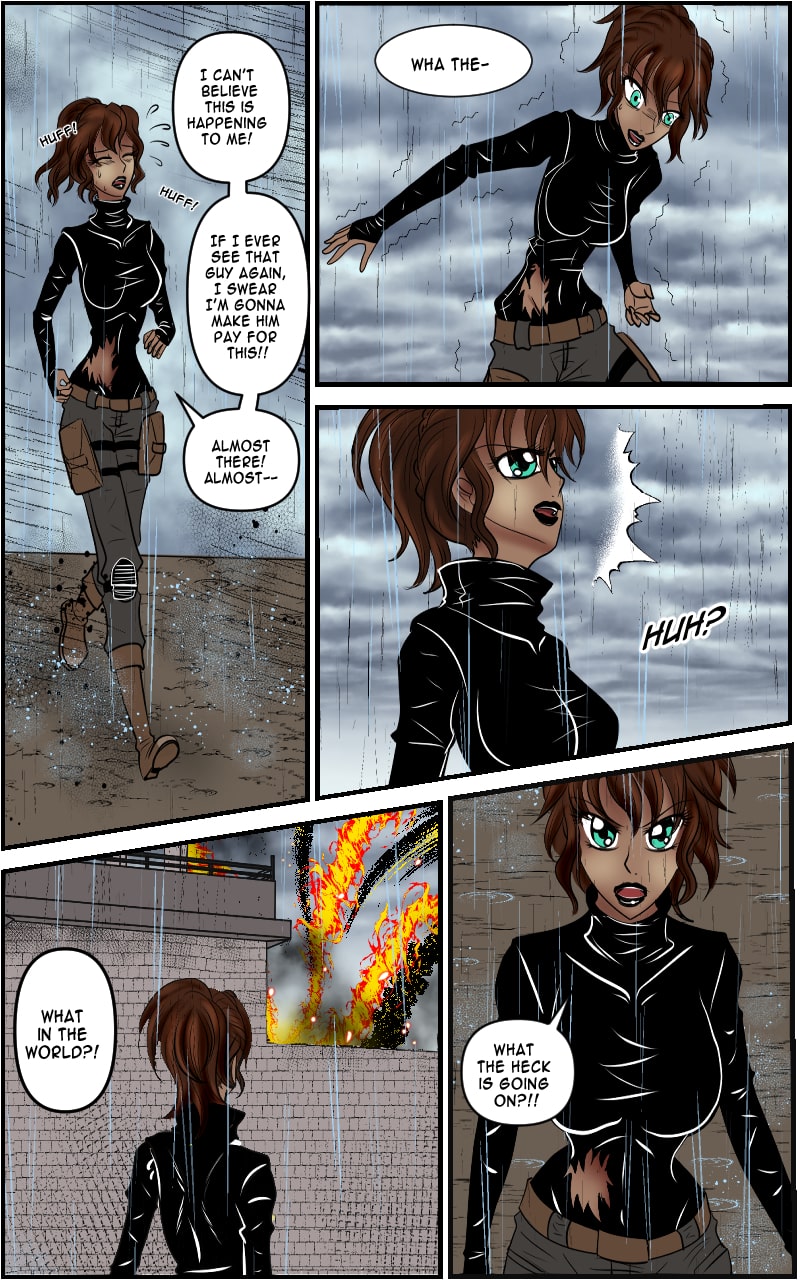 HUFF!
HUFF!
I CAN'T
BELIEVE
THIS IS
HAPPENING
TO ME!
IF I EVER
SEE THAT
GUY AGAIN,
I SWEAR
I'M GONNA
MAKE HIM
PAY FOR
THIS!!
ALMOST
THERE!
ALMOST--
WHA THE-
HUH?
WHAT
IN THE
WORLD?!
WHAT
THE HECK
IS GOING
ON?!!